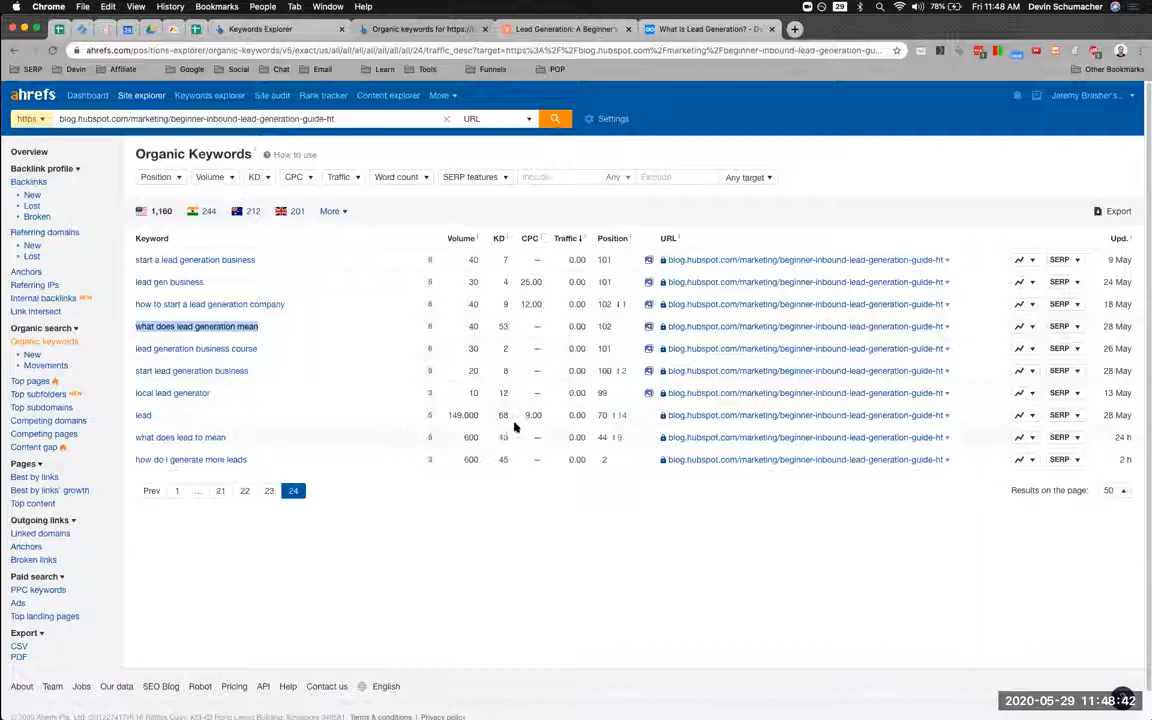 Chrome File Edit View History Bookmarks People Tab Window Help 29 78% Fri 11:48 AM Devin Schumacher
Keywords Explorer × Organic keywords for https:// × Lead Generation: A Beginner's × What is Lead Generation? - D ×
ahrefs.com/positions-explorer/organic-keywords/v5/exact/us/all/all/all/all/all/24/traffic_desc?target=https%3A%2F%2Fblog.hubspot.com%2Fmarketing%2Fbeginner-inbound-lead-generation-gu...
SERP Devin Affiliate Google Social Chat Email Learn Tools Funnels POP Other Bookmarks
ahrefs Dashboard Site explorer Keywords explorer Site audit Rank tracker Content explorer More Jeremy Brasher's...
https blog.hubspot.com/marketing/beginner-inbound-lead-generation-guide-ht URL Settings
Overview
Backlink profile
Backlinks
New
Lost
Broken
Referring domains
New
Lost
Anchors
Referring IPs
Internal backlinks NEW
Link intersect
Organic search
Organic keywords
New
Movements
Top pages
Top subfolders NEW
Top subdomains
Competing domains
Competing pages
Content gap
Pages
Best by links
Best by links' growth
Top content
Outgoing links
Linked domains
Anchors
Broken links
Paid search
PPC keywords
Ads
Top landing pages
Export
CSV
PDF
Organic Keywords How to use
Position Volume KD CPC Traffic Word count SERP features Include Any Exclude Any target
1,160 244 212 201 More Export
Keyword Volume KD CPC Traffic Position URL Upd.
start a lead generation business 6 40 7 – 0.00 101 blog.hubspot.com/marketing/beginner-inbound-lead-generation-guide-ht SERP 9 May
lead gen business 30 4 25.00 0.00 101 blog.hubspot.com/marketing/beginner-inbound-lead-generation-guide-ht SERP 24 May
how to start a lead generation company 6 40 9 12.00 0.00 102 ↓1 blog.hubspot.com/marketing/beginner-inbound-lead-generation-guide-ht SERP 18 May
what does lead generation mean 6 40 53 – 0.00 102 blog.hubspot.com/marketing/beginner-inbound-lead-generation-guide-ht SERP 28 May
lead generation business course 6 30 2 – 0.00 101 blog.hubspot.com/marketing/beginner-inbound-lead-generation-guide-ht SERP 26 May
start lead generation business 20 8 – 0.00 100 ↑2 blog.hubspot.com/marketing/beginner-inbound-lead-generation-guide-ht SERP 28 May
local lead generator 3 10 12 – 0.00 99 blog.hubspot.com/marketing/beginner-inbound-lead-generation-guide-ht SERP 13 May
lead 149,000 68 9.00 0.00 70 ↑14 blog.hubspot.com/marketing/beginner-inbound-lead-generation-guide-ht SERP 28 May
what does lead to mean 600 45 – 0.00 44 ↑9 blog.hubspot.com/marketing/beginner-inbound-lead-generation-guide-ht SERP 24 h
how do i generate more leads 3 600 45 – 0.00 2 blog.hubspot.com/marketing/beginner-inbound-lead-generation-guide-ht SERP 2 h
Prev 1 ... 21 22 23 24 Results on the page: 50
About Team Jobs Our data SEO Blog Robot Pricing API Help Contact us English
Terms & conditions | Privacy policy
2020-05-29 11:48:42